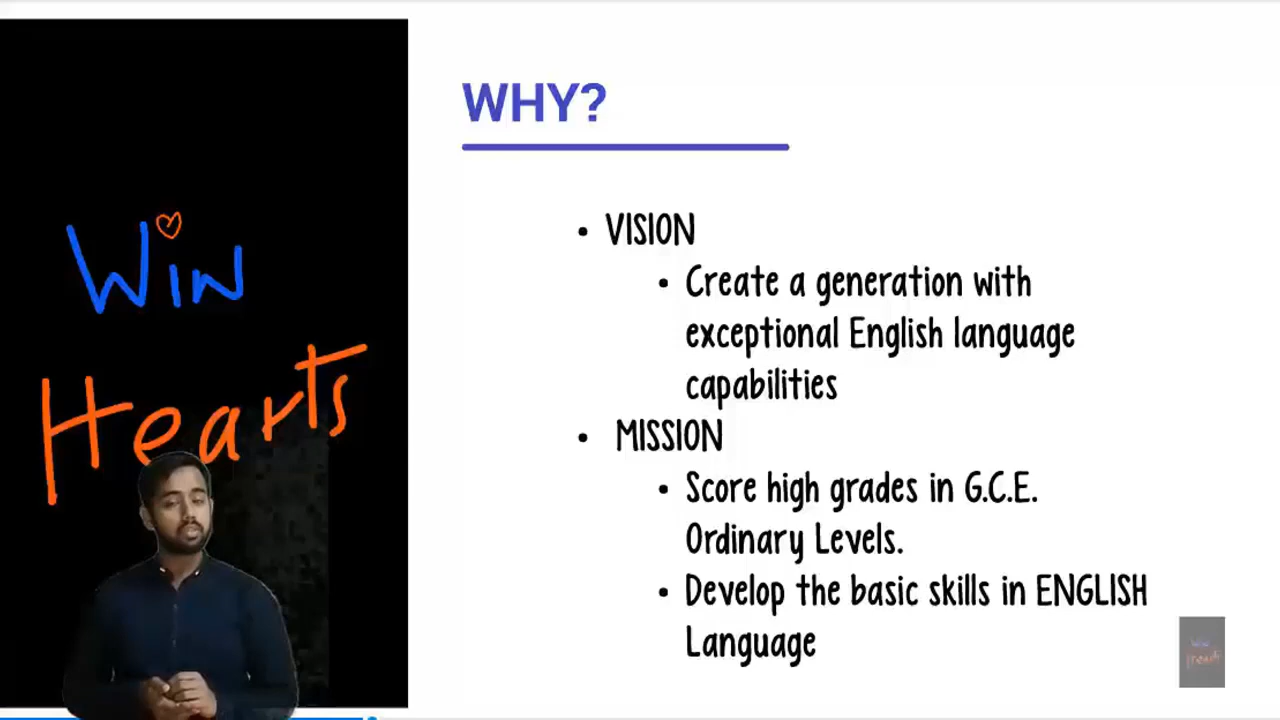 Win
Hearts
WHY?
• VISION
• Create a generation with
exceptional English language
capabilities
• MISSION
• Score high grades in G.C.E.
Ordinary Levels.
• Develop the basic skills in ENGLISH
Language